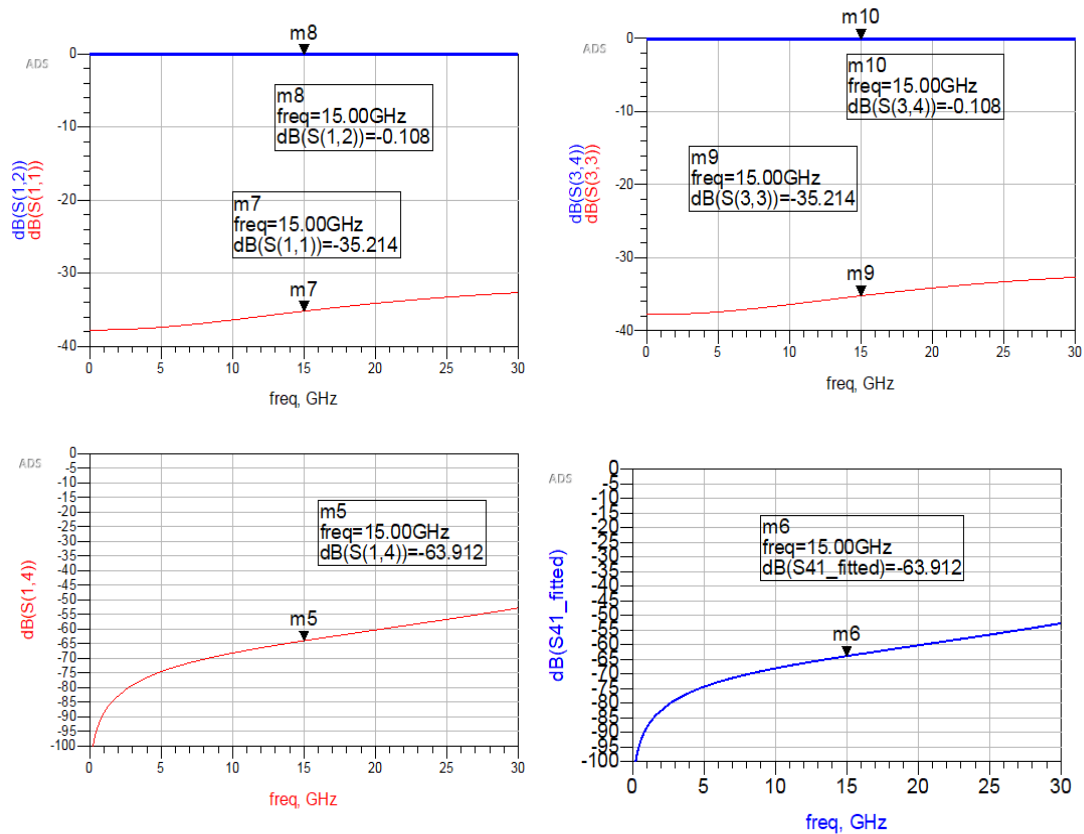 m8
ADS
0
-10
-20
-30
-40
dB(S(1,2))
dB(S(1,1))
m8
freq=15.00GHz
dB(S(1,2))=-0.108
m7
freq=15.00GHz
dB(S(1,1))=-35.214
m7
0 5 10 15 20 25 30
freq, GHz
m10
ADS
0
-10
-20
-30
-40
dB(S(3,4))
dB(S(3,3))
m10
freq=15.00GHz
dB(S(3,4))=-0.108
m9
freq=15.00GHz
dB(S(3,3))=-35.214
m9
0 5 10 15 20 25 30
freq, GHz
ADS
0
-5
-10
-15
-20
-25
-30
-35
-40
-45
-50
-55
-60
-65
-70
-75
-80
-85
-90
-95
-100
dB(S(1,4))
m5
freq=15.00GHz
dB(S(1,4))=-63.912
m5
0 5 10 15 20 25 30
freq, GHz
ADS
0
-5
-10
-15
-20
-25
-30
-35
-40
-45
-50
-55
-60
-65
-70
-75
-80
-85
-90
-95
-100
dB(S41_fitted)
m6
freq=15.00GHz
dB(S41_fitted)=-63.912
m6
0 5 10 15 20 25 30
freq, GHz